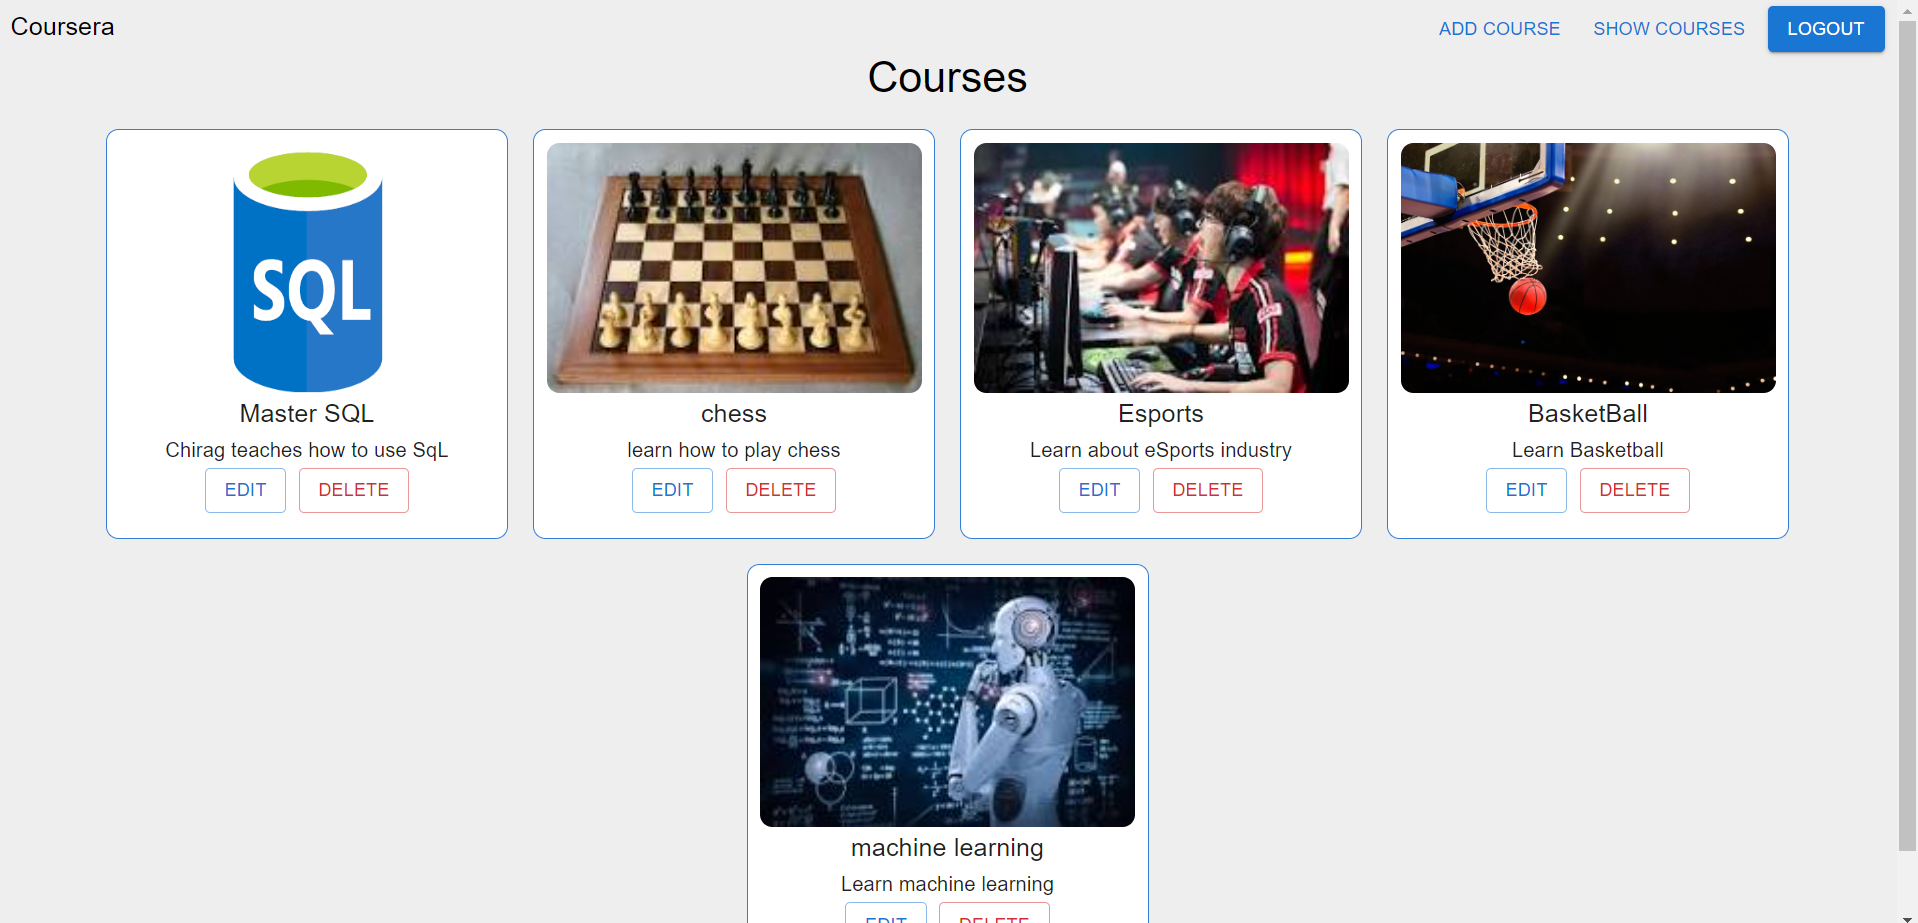 Coursera
ADD COURSE
SHOW COURSES
LOGOUT
Courses
SQL
Master SQL
Chirag teaches how to use SqL
EDIT
DELETE
chess
learn how to play chess
EDIT
DELETE
Esports
Learn about eSports industry
EDIT
DELETE
BasketBall
Learn Basketball
EDIT
DELETE
machine learning
Learn machine learning
EDIT
DELETE